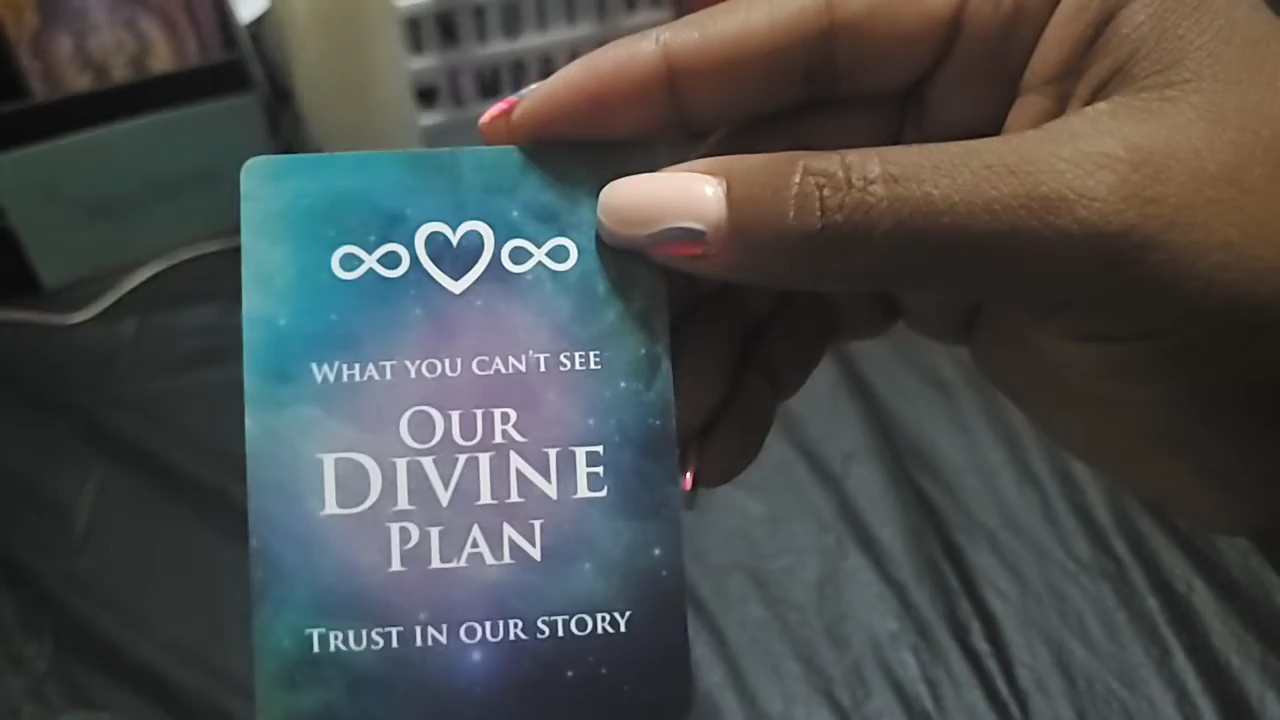 WHAT YOU CAN'T SEE
OUR
DIVINE
PLAN
TRUST IN OUR STORY